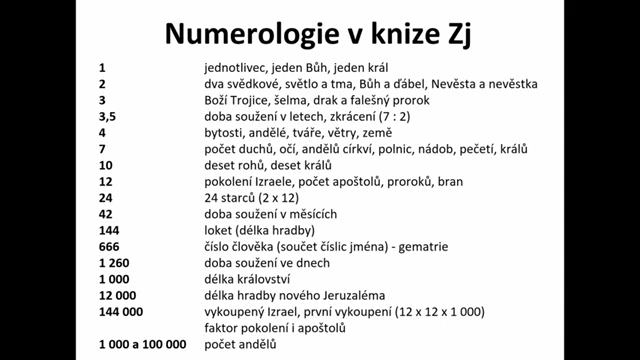 Numerologie v knize Zj
1 jednotlivec, jeden Bůh, jeden král
2 dva svědkové, světlo a tma, Bůh a ďábel, Nevěsta a nevěstka
3 Boží Trojice, šelma, drak a falešný prorok
3,5 doba soužení v letech, zkrácení (7 : 2)
4 bytosti, andělé, tváře, větry, země
7 počet duchů, očí, andělů církví, polnic, nádob, pečetí, králů
10 deset rohů, deset králů
12 pokolení Izraele, počet apoštolů, proroků, bran
24 24 starců (2 x 12)
42 doba soužení v měsících
144 loket (délka hradby)
666 číslo člověka (součet číslic jména) - gematrie
1 260 doba soužení ve dnech
1 000 délka království
12 000 délka hradby nového Jeruzaléma
144 000 vykoupený Izrael, první vykoupení (12 x 12 x 1 000)
faktor pokolení i apoštolů
1 000 a 100 000 počet andělů